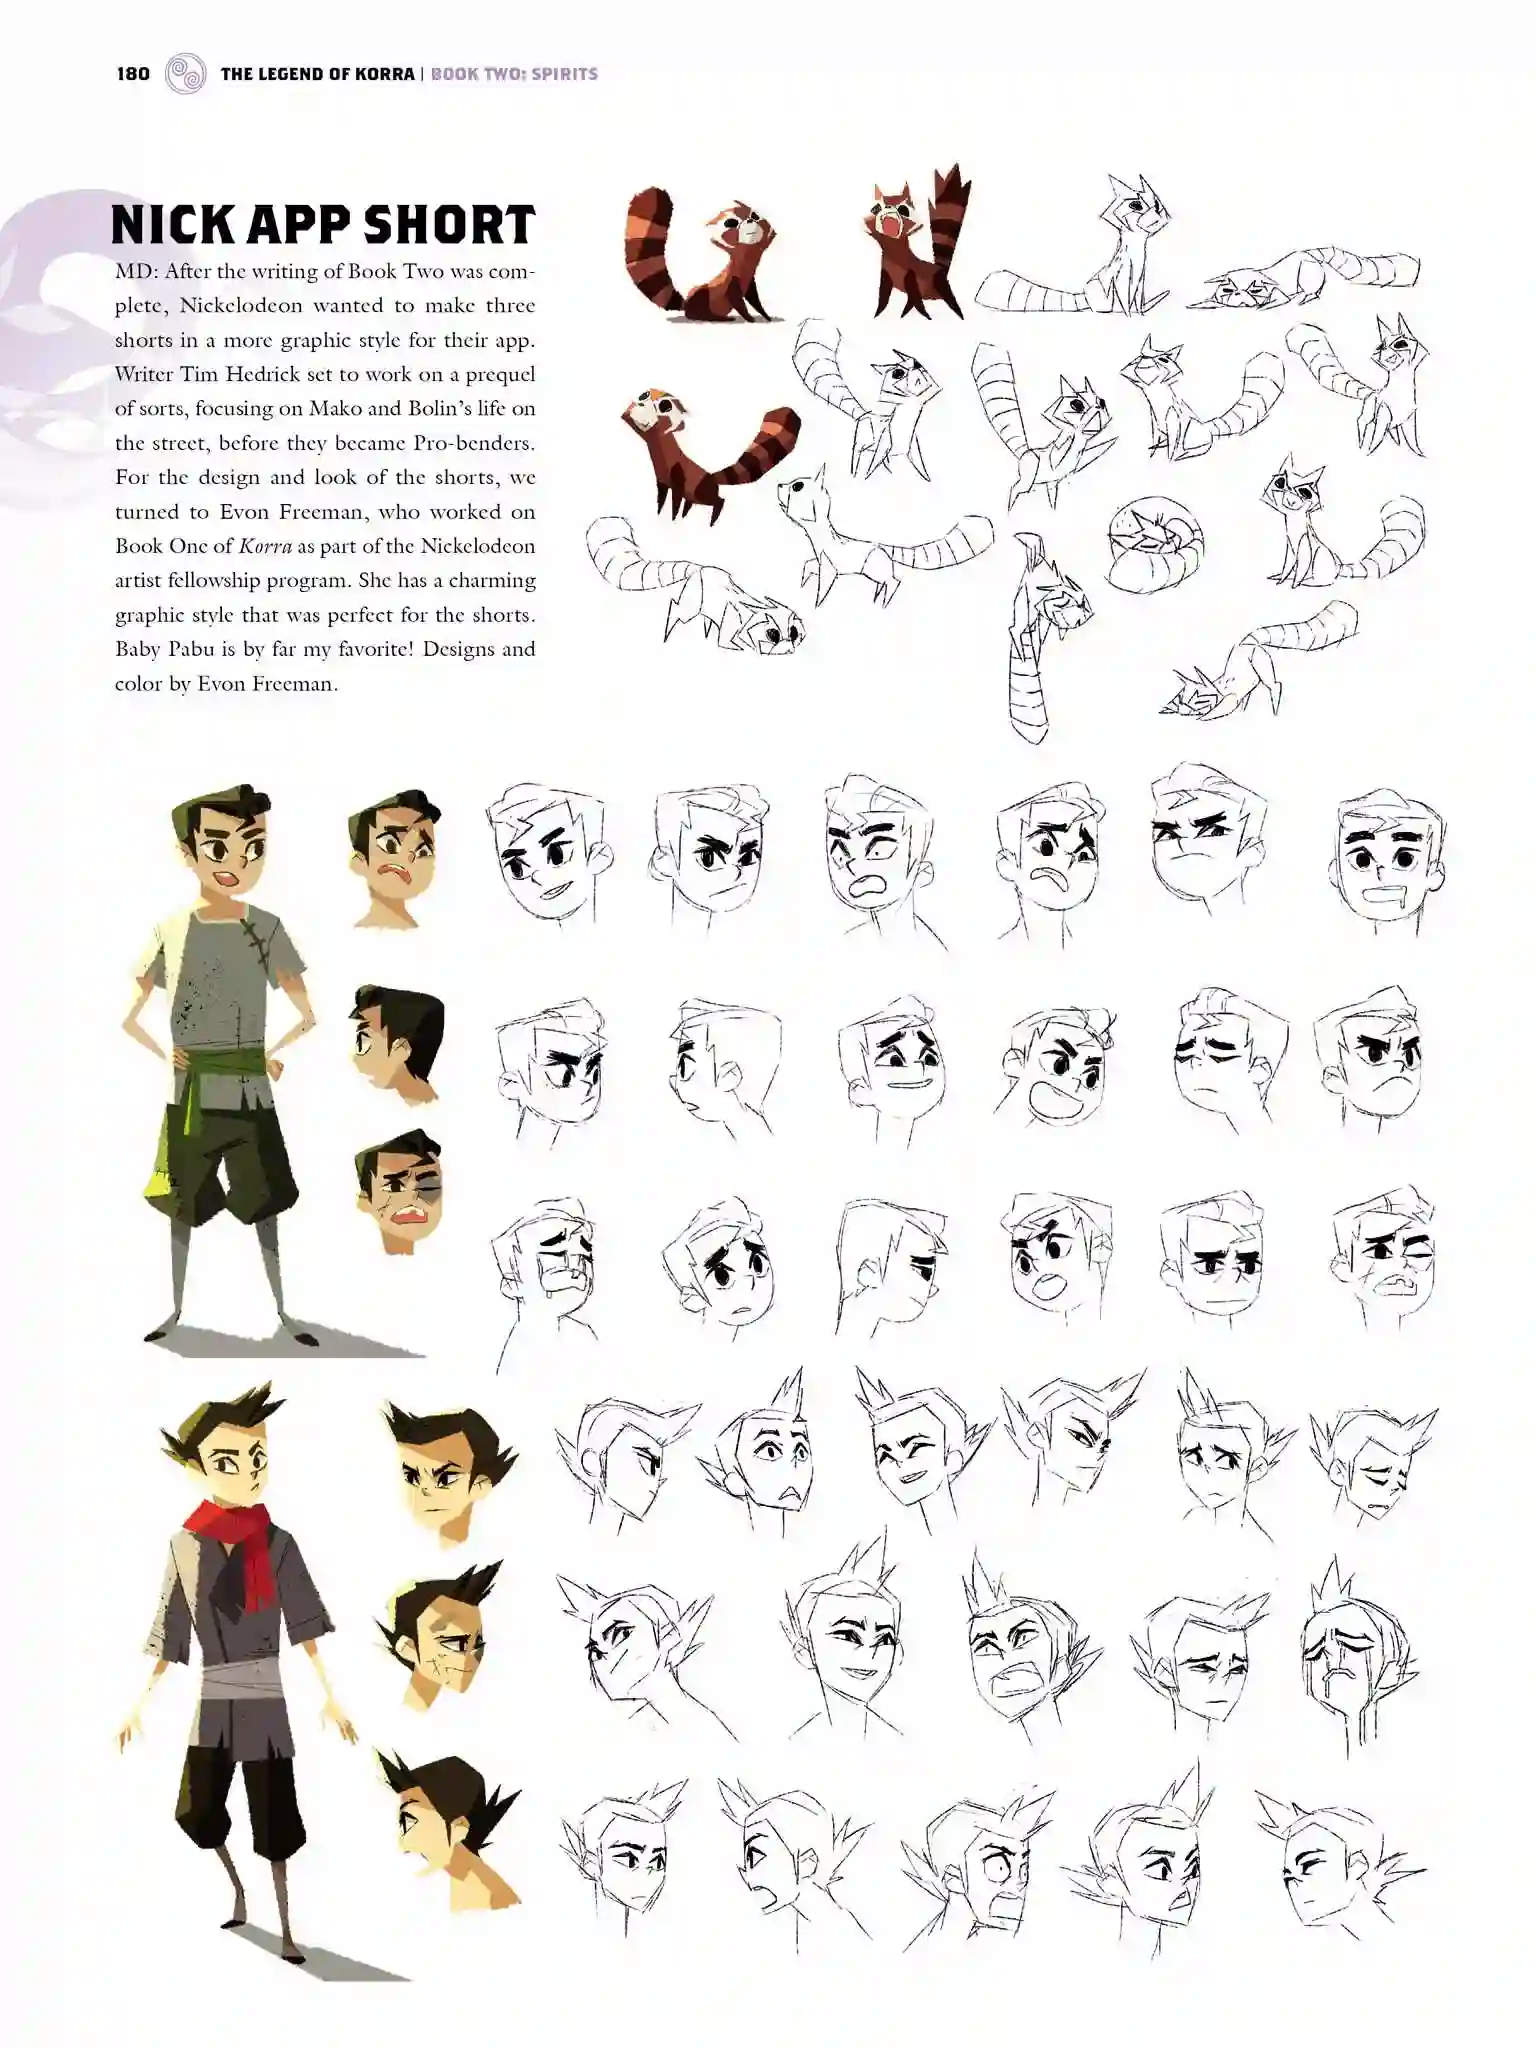 180 THE LEGEND OF KORRA | BOOK TWO: SPIRITS
NICK APP SHORT
MD: After the writing of Book Two was com-
plete, Nickelodeon wanted to make three
shorts in a more graphic style for their app.
Writer Tim Hedrick set to work on a prequel
of sorts, focusing on Mako and Bolin's life on
the street, before they became Pro-benders.
For the design and look of the shorts, we
turned to Evon Freeman, who worked on
Book One of Korra as part of the Nickelodeon
artist fellowship program. She has a charming
graphic style that was perfect for the shorts.
Baby Pabu is by far my favorite! Designs and
color by Evon Freeman.